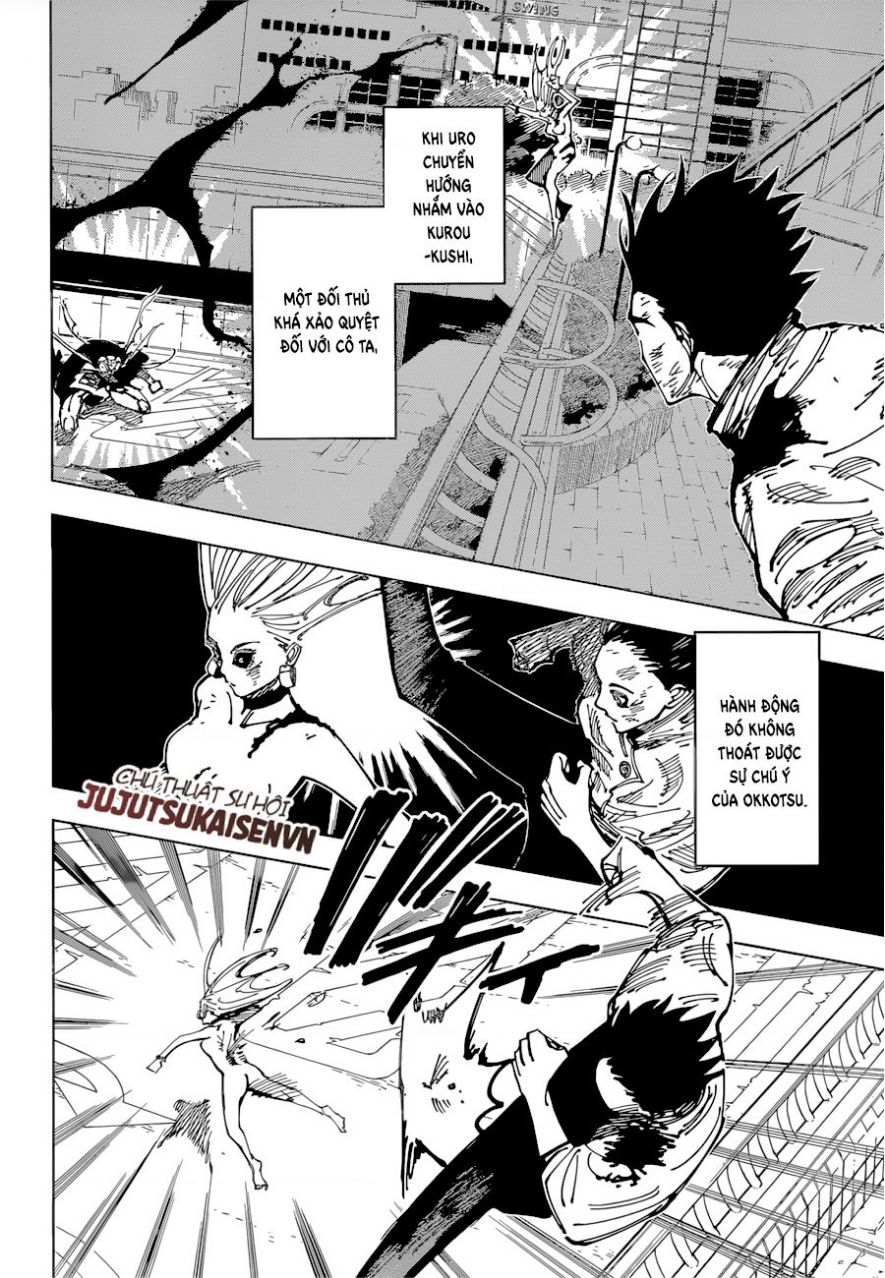 SWING
KHI URO
CHUYỂN
HƯỚNG
NHẮM VÀO
KUROU
-KUSHI,
MỘT ĐỐI THỦ
KHÁ XẢO QUYỆT
ĐỐI VỚI CÔ TA,
HÀNH ĐỘNG
ĐÓ KHÔNG
THOÁT ĐƯỢC
SỰ CHÚ Ý
CỦA OKKOTSU.
CHÚ THUẬT SƯ HỒI
JUJUTSUKAISENVN